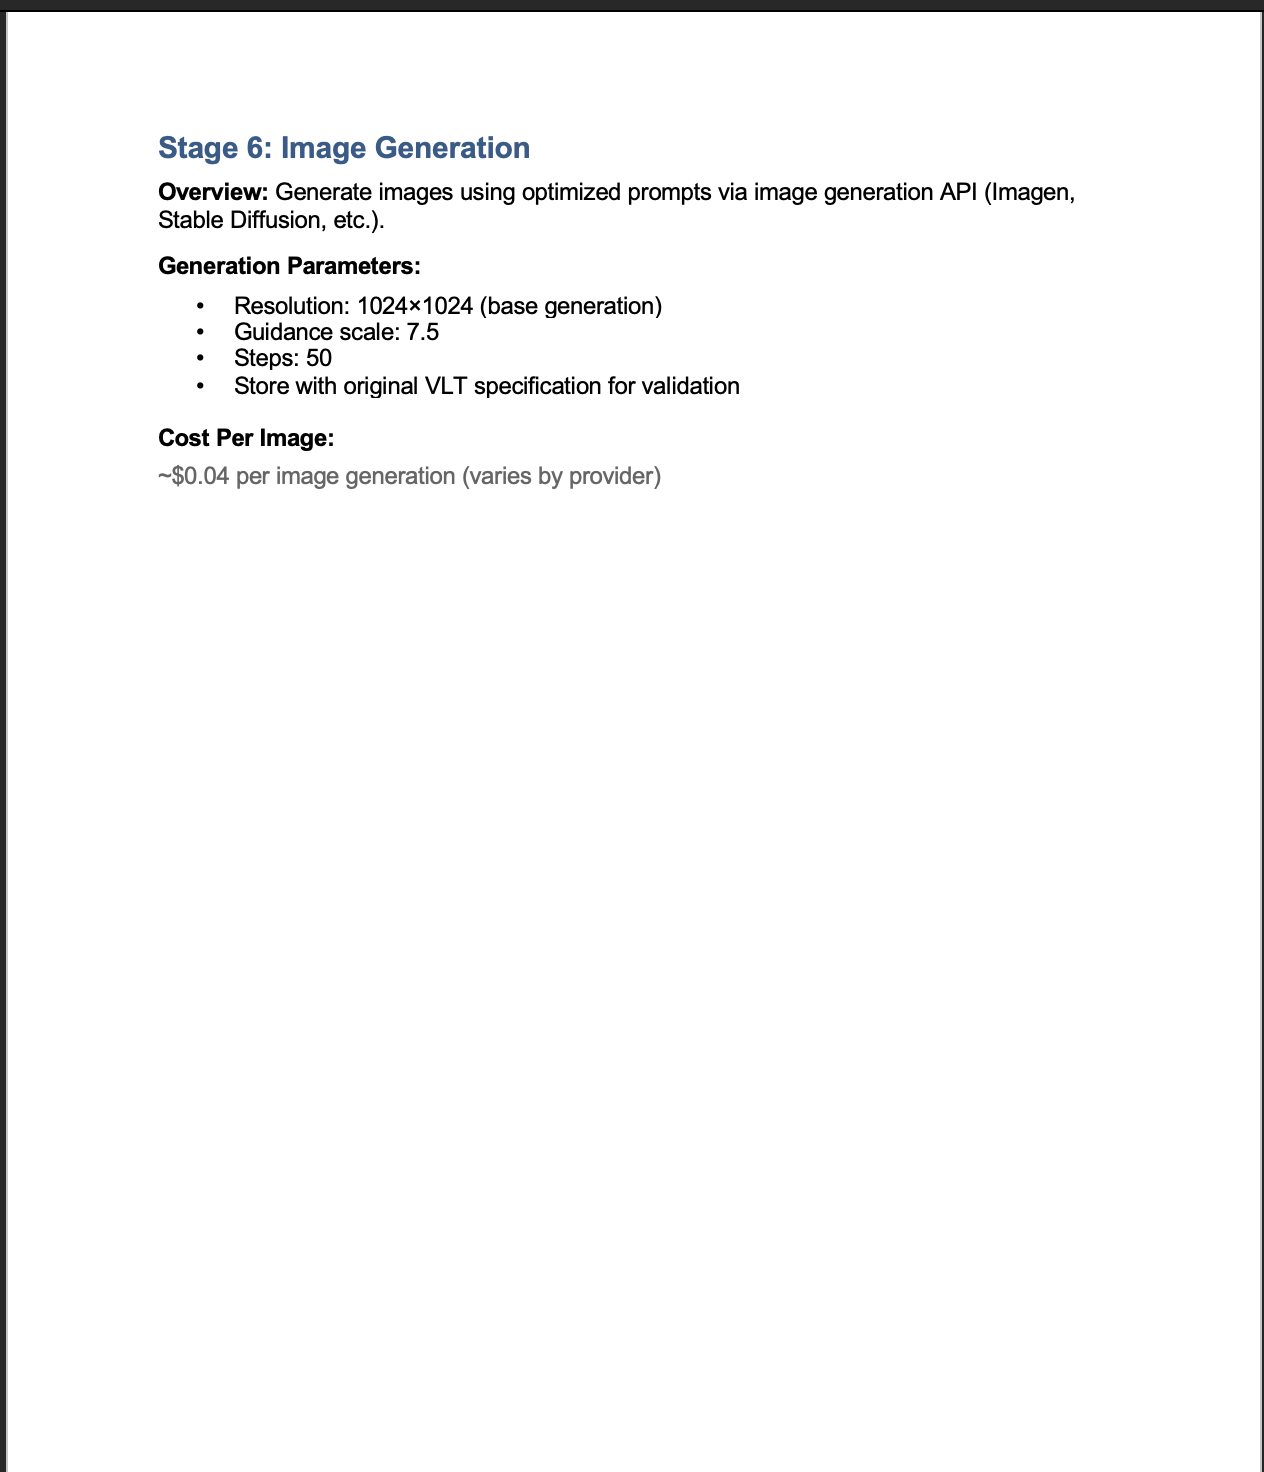 Stage 6: Image Generation
Overview: Generate images using optimized prompts via image generation API (Imagen,
Stable Diffusion, etc.).
Generation Parameters:
• Resolution: 1024×1024 (base generation)
• Guidance scale: 7.5
• Steps: 50
• Store with original VLT specification for validation
Cost Per Image:
~$0.04 per image generation (varies by provider)